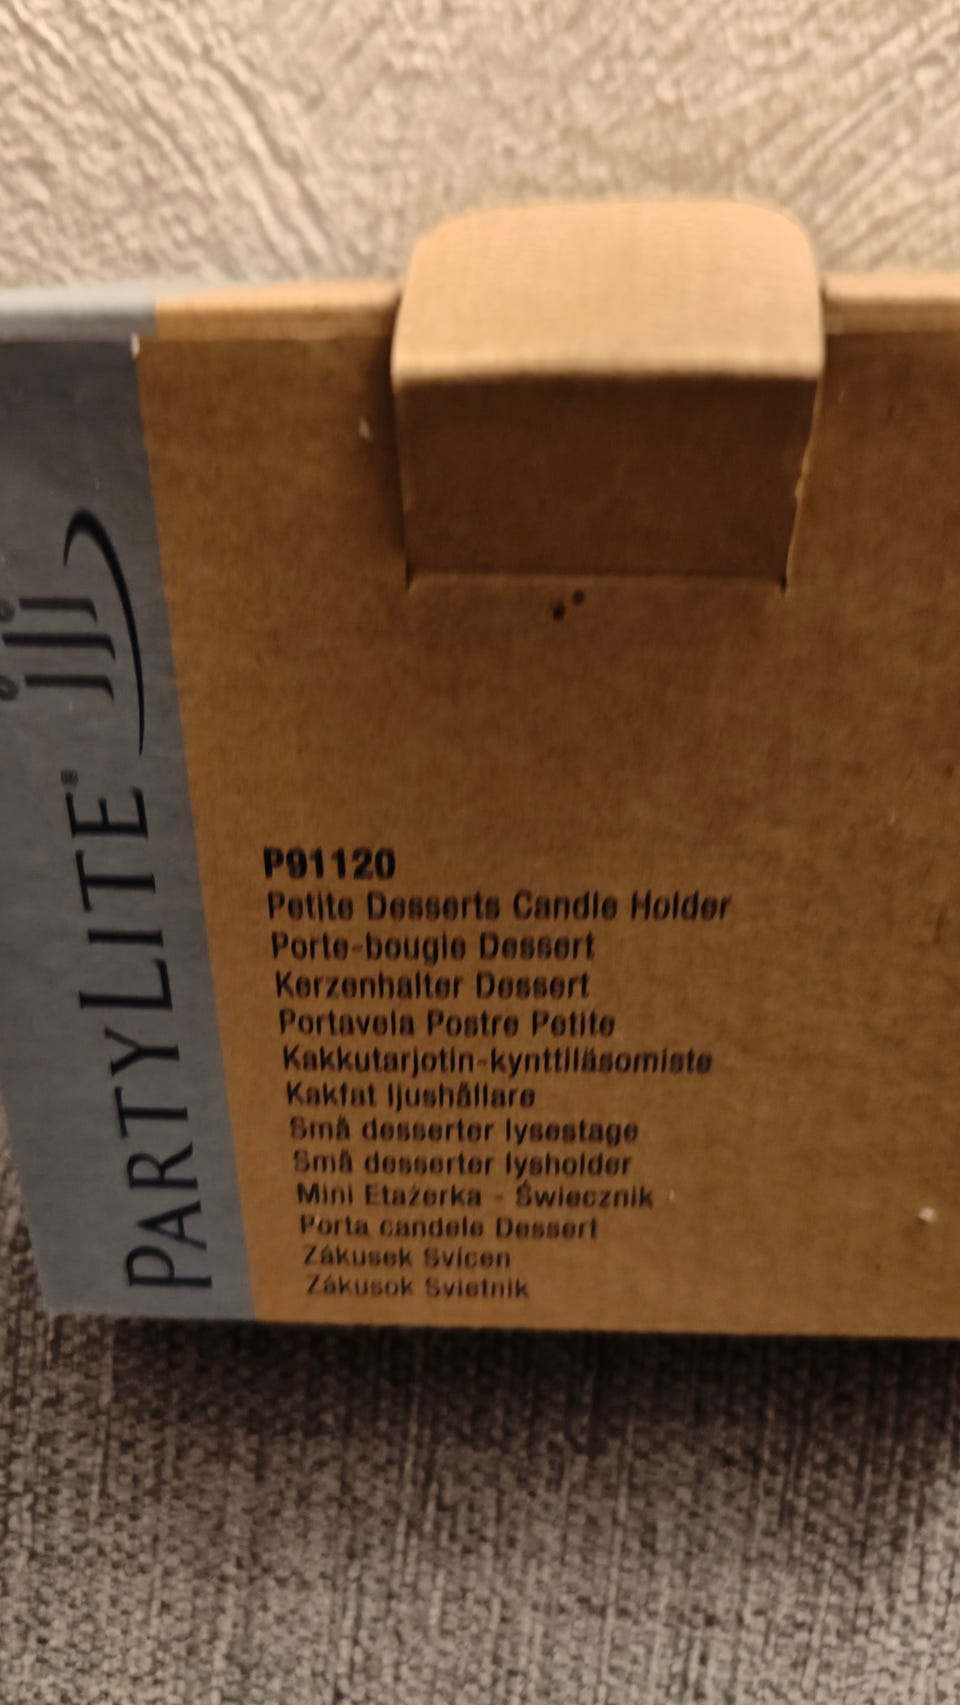 PARTYLITE®
P91120
Petite Desserts Candle Holder
Porte-bougie Dessert
Kerzenhalter Dessert
Portavela Postre Petite
Kakkutarjotin-kynttiläsomiste
Kakfat ljushållare
Små desserter lysestage
Små desserter lysholder
Mini Etażerka - Świecznik
Porta candele Dessert
Zákusek Svícen
Zákusok Svietnik